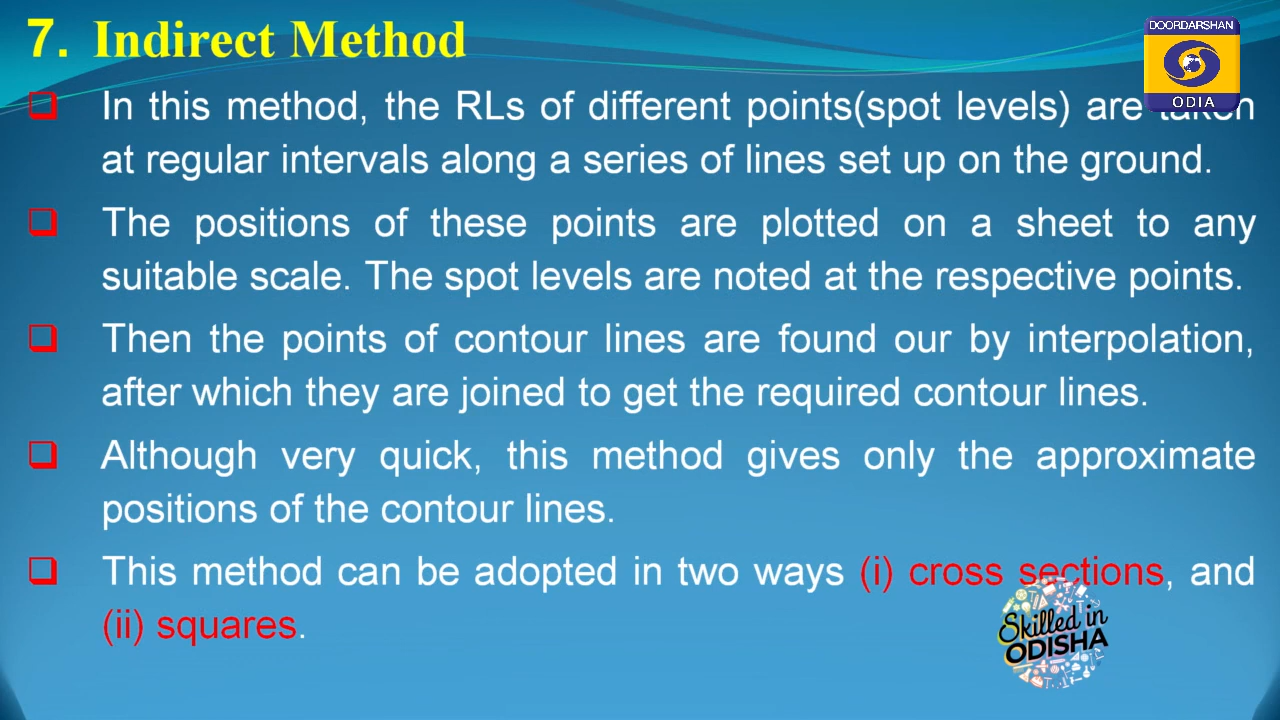 7. Indirect Method
DOORDARSHAN
ODIA
❑ In this method, the RLs of different points(spot levels) are taken
at regular intervals along a series of lines set up on the ground.
❑ The positions of these points are plotted on a sheet to any
suitable scale. The spot levels are noted at the respective points.
❑ Then the points of contour lines are found our by interpolation,
after which they are joined to get the required contour lines.
❑ Although very quick, this method gives only the approximate
positions of the contour lines.
❑ This method can be adopted in two ways (i) cross sections, and
(ii) squares.
Skilled in
ODISHA